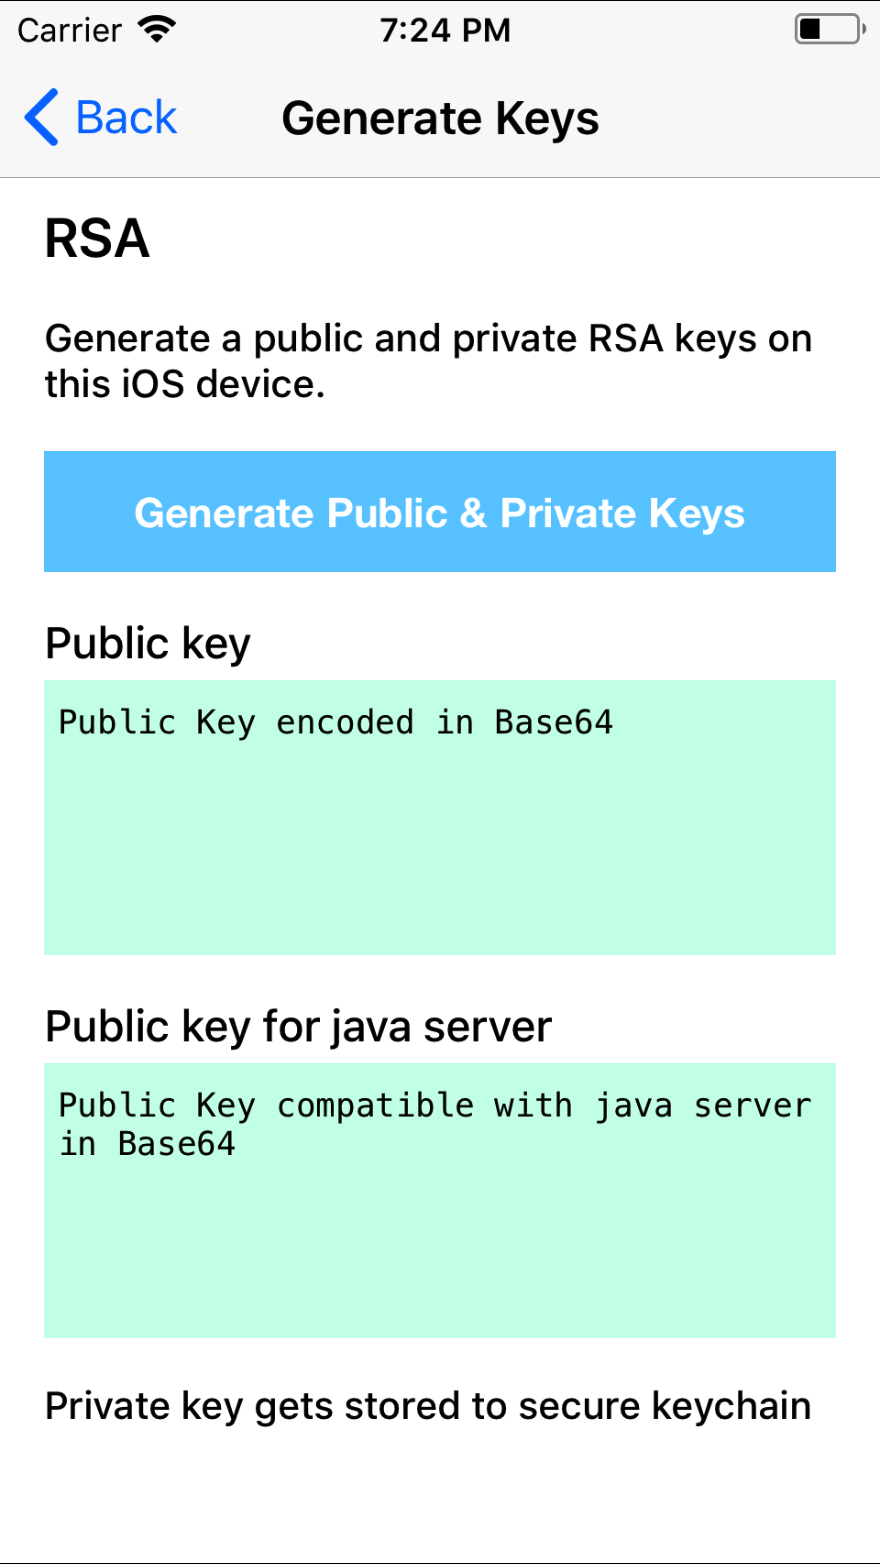 Carrier
7:24 PM
Back
Generate Keys
RSA
Generate a public and private RSA keys on
this iOS device.
Generate Public & Private Keys
Public key
Public Key encoded in Base64
Public key for java server
Public Key compatible with java server
in Base64
Private key gets stored to secure keychain